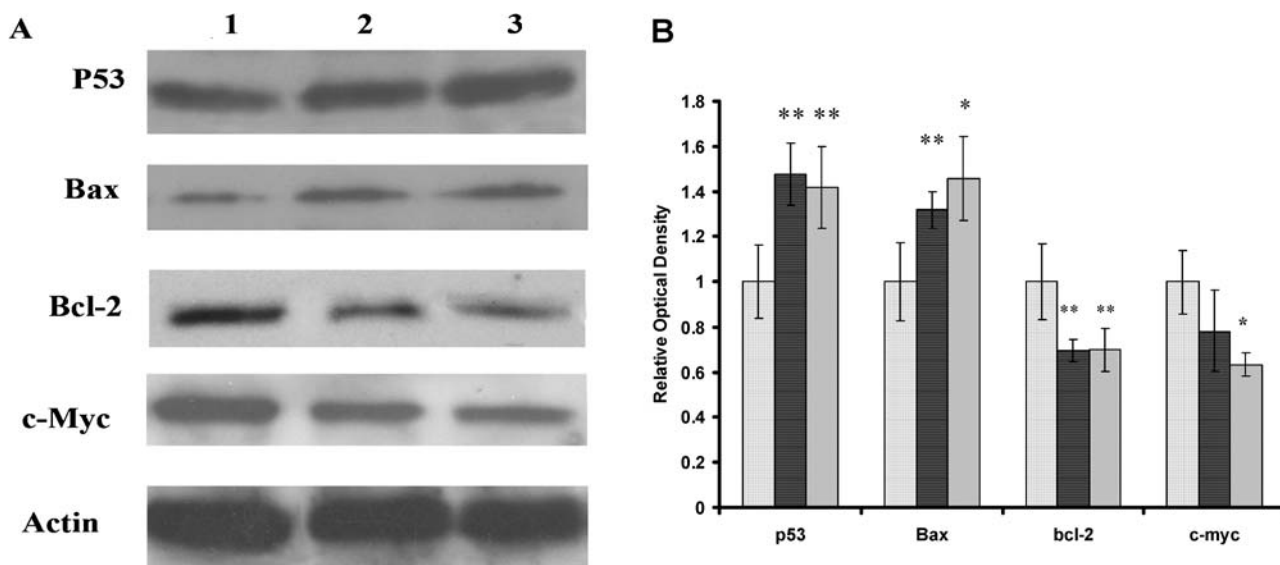 A
1 2 3
P53
Bax
Bcl-2
c-Myc
Actin
B
Relative Optical Density
1.8
1.6
1.4
1.2
1
0.8
0.6
0.4
0.2
0
** **
** *
** **
*
p53 Bax bcl-2 c-myc